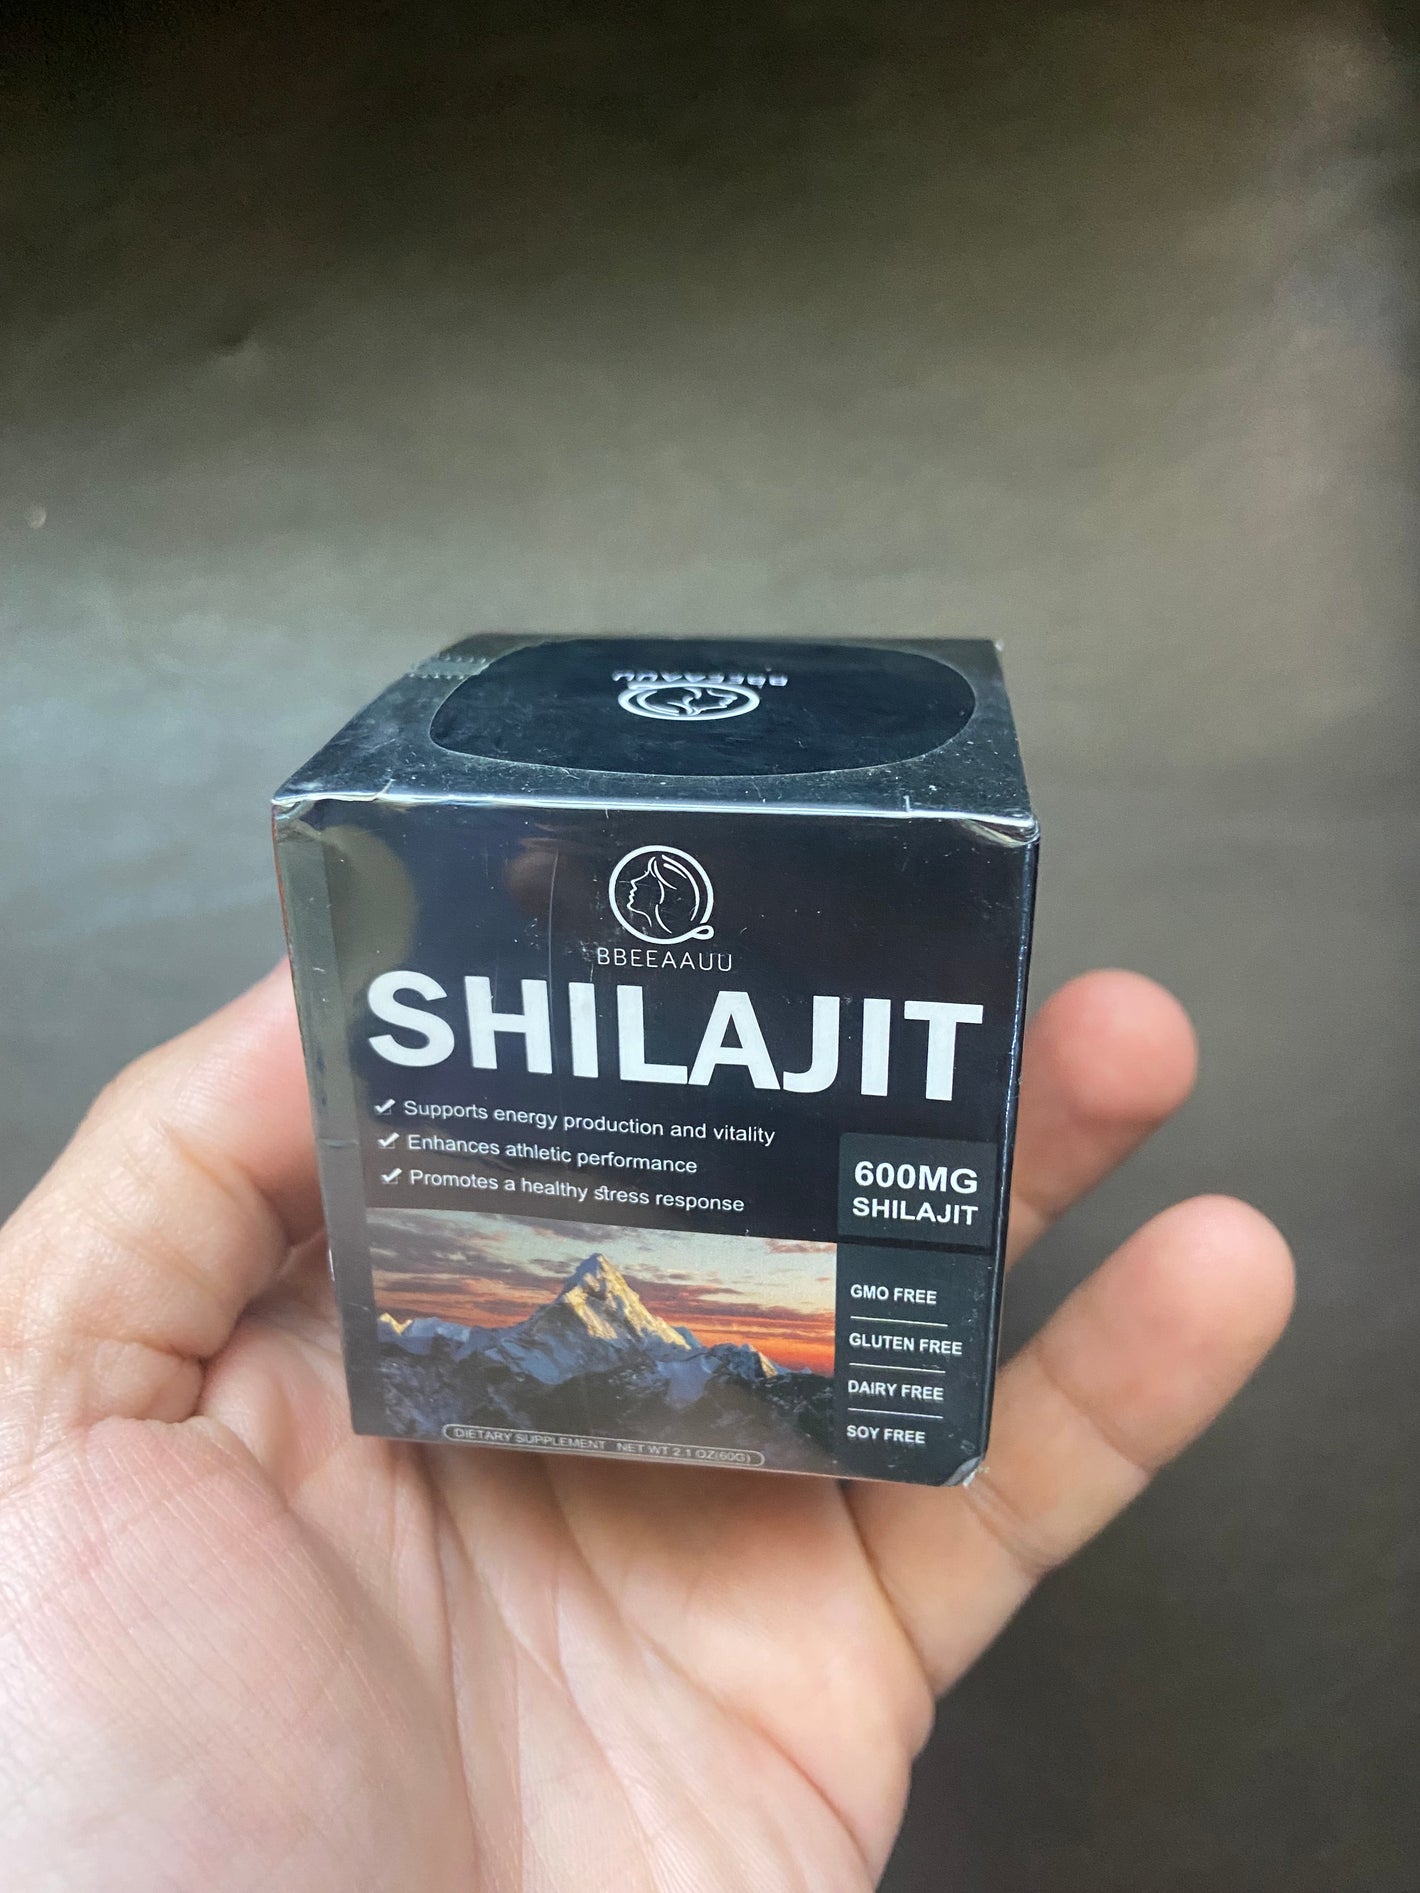 BBEEAAUU
BBEEAAUU
SHILAJIT
Supports energy production and vitality
Enhances athletic performance
Promotes a healthy stress response
600MG
SHILAJIT
GMO FREE
GLUTEN FREE
DAIRY FREE
SOY FREE
DIETARY SUPPLEMENT NET WT 2.1 OZ(60G)